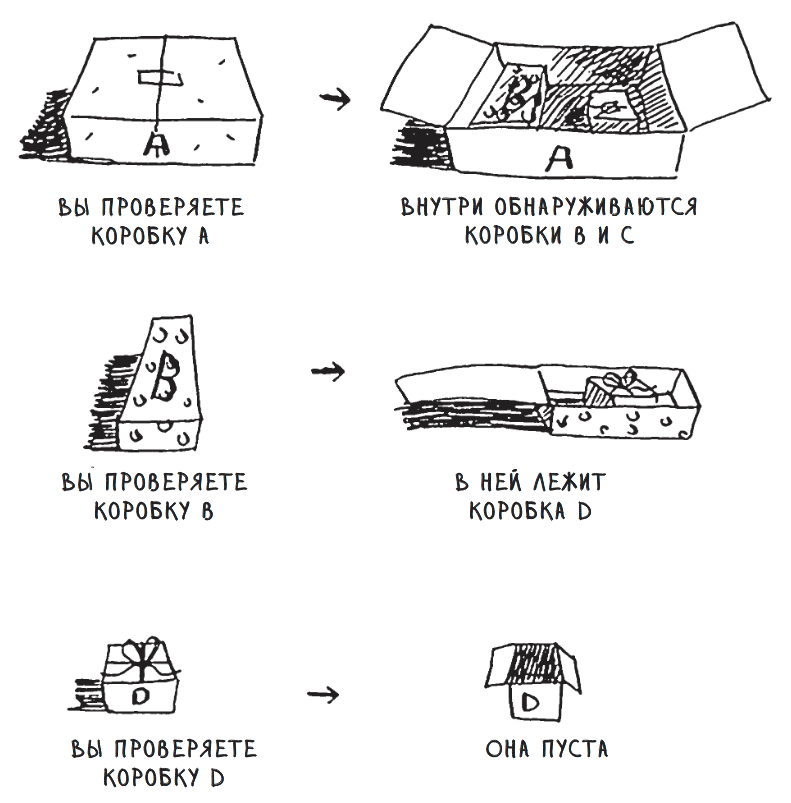 A
A
ВЫ ПРОВЕРЯЕТЕ
КОРОБКУ A
ВНУТРИ ОБНАРУЖИВАЮТСЯ
КОРОБКИ B И C
B
ВЫ ПРОВЕРЯЕТЕ
КОРОБКУ B
В НЕЙ ЛЕЖИТ
КОРОБКА D
D
D
ВЫ ПРОВЕРЯЕТЕ
КОРОБКУ D
ОНА ПУСТА